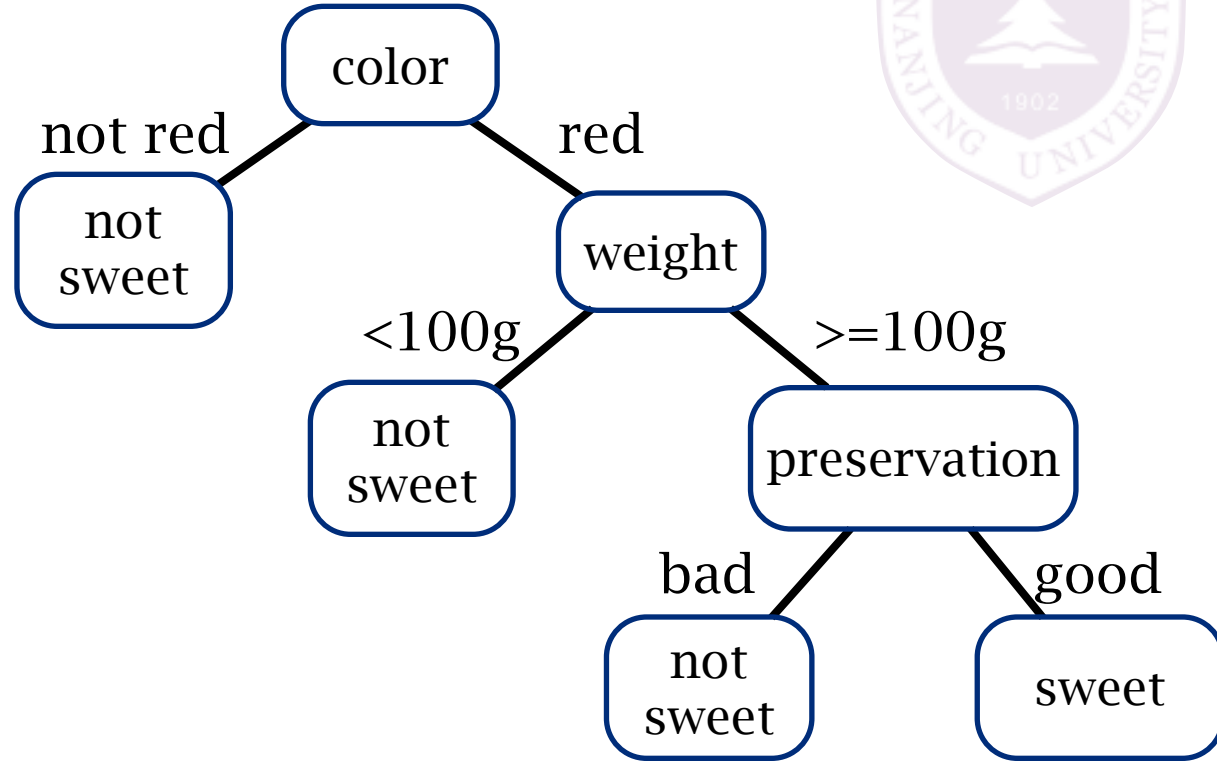 color
not red
red
not
sweet
weight
<100g
>=100g
not
sweet
preservation
bad
good
not
sweet
sweet
NANJING UNIVERSITY
1902